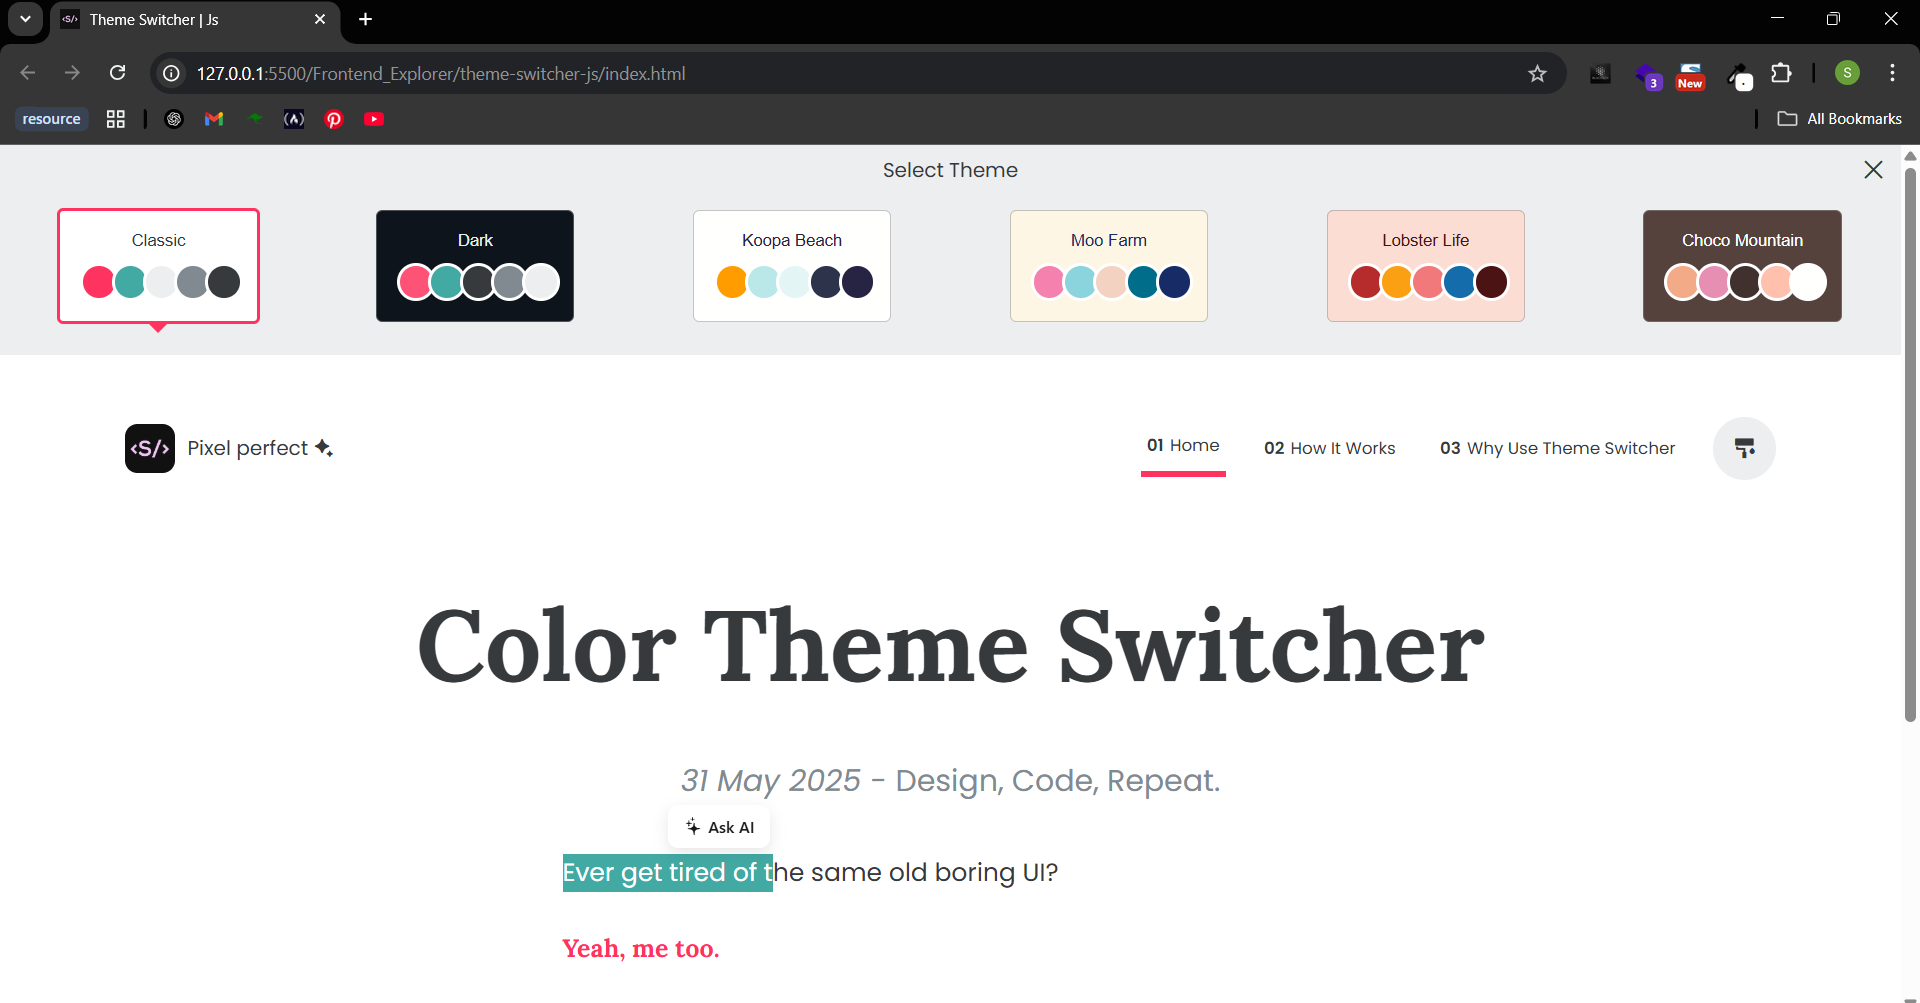 Theme Switcher | Js
127.0.0.1:5500/Frontend_Explorer/theme-switcher-js/index.html
3
New
S
resource
All Bookmarks
Select Theme
Classic
Dark
Koopa Beach
Moo Farm
Lobster Life
Choco Mountain
<S/> Pixel perfect
01 Home
02 How It Works
03 Why Use Theme Switcher
Color Theme Switcher
31 May 2025 - Design, Code, Repeat.
Ask AI
Ever get tired of the same old boring UI?
Yeah, me too.